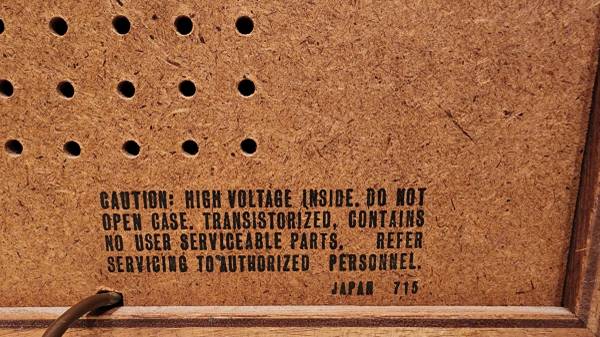 CAUTION: HIGH VOLTAGE INSIDE. DO NOT
OPEN CASE. TRANSISTORIZED, CONTAINS
NO USER SERVICEABLE PARTS. REFER
SERVICING TO AUTHORIZED PERSONNEL.
JAPAN 715